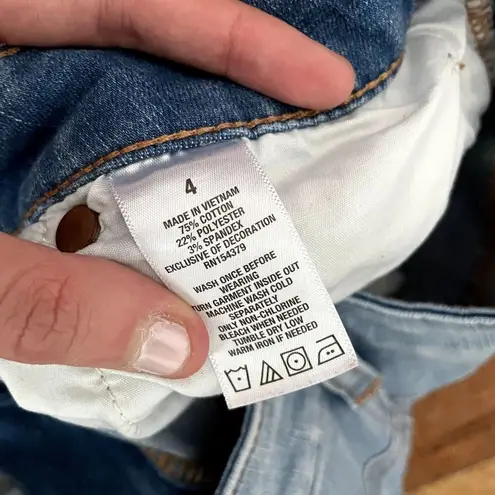 4
MADE IN VIETNAM
75% COTTON
22% POLYESTER
3% SPANDEX
EXCLUSIVE OF DECORATION
RN154379
WASH ONCE BEFORE
WEARING
TURN GARMENT INSIDE OUT
MACHINE WASH COLD
SEPARATELY
ONLY NON-CHLORINE
BLEACH WHEN NEEDED
TUMBLE DRY LOW
WARM IRON IF NEEDED